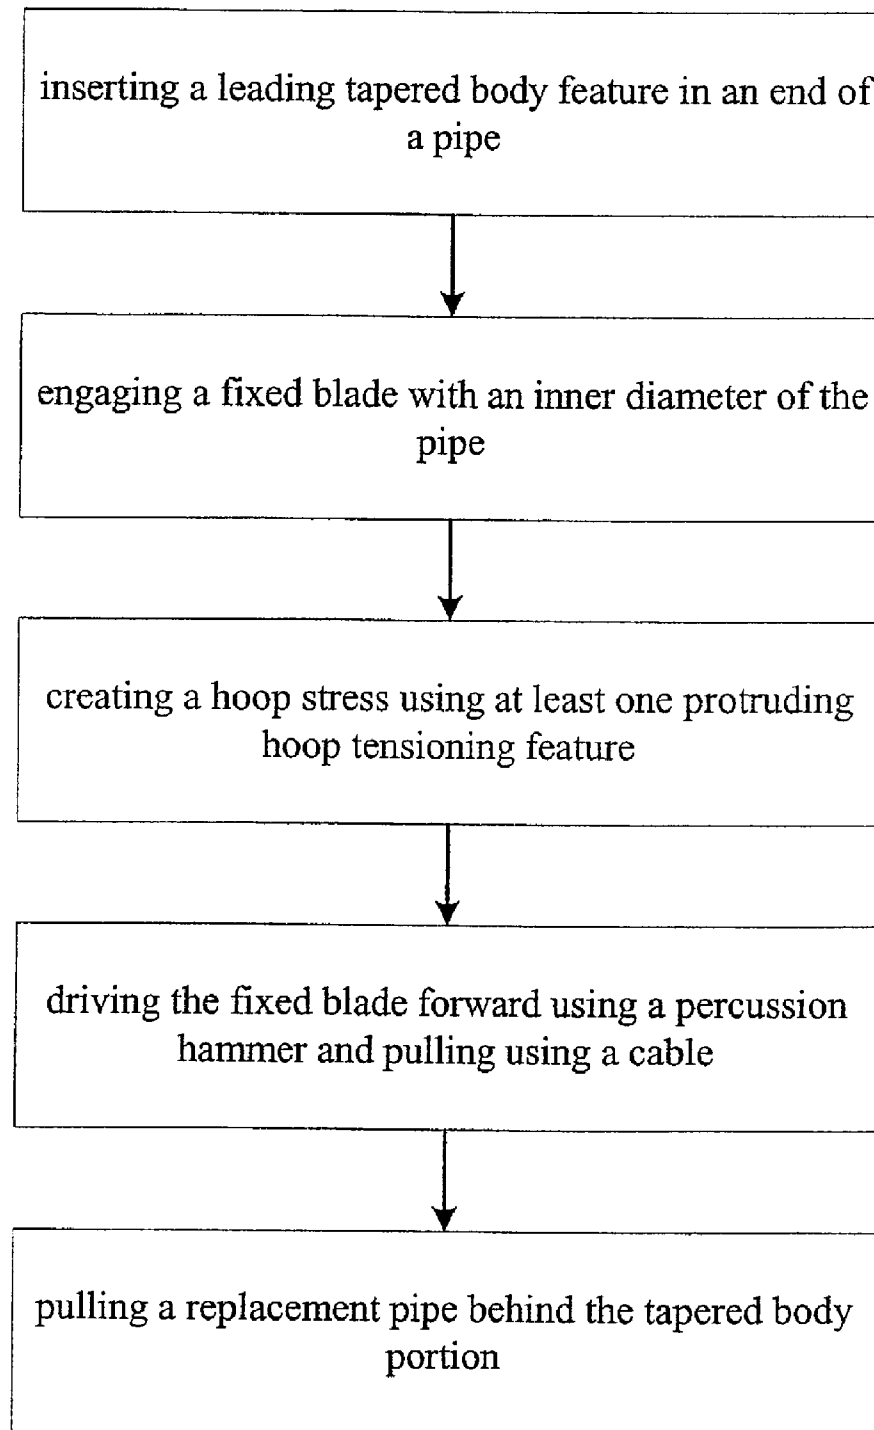 inserting a leading tapered body feature in an end of
a pipe
engaging a fixed blade with an inner diameter of the
pipe
creating a hoop stress using at least one protruding
hoop tensioning feature
driving the fixed blade forward using a percussion
hammer and pulling using a cable
pulling a replacement pipe behind the tapered body
portion